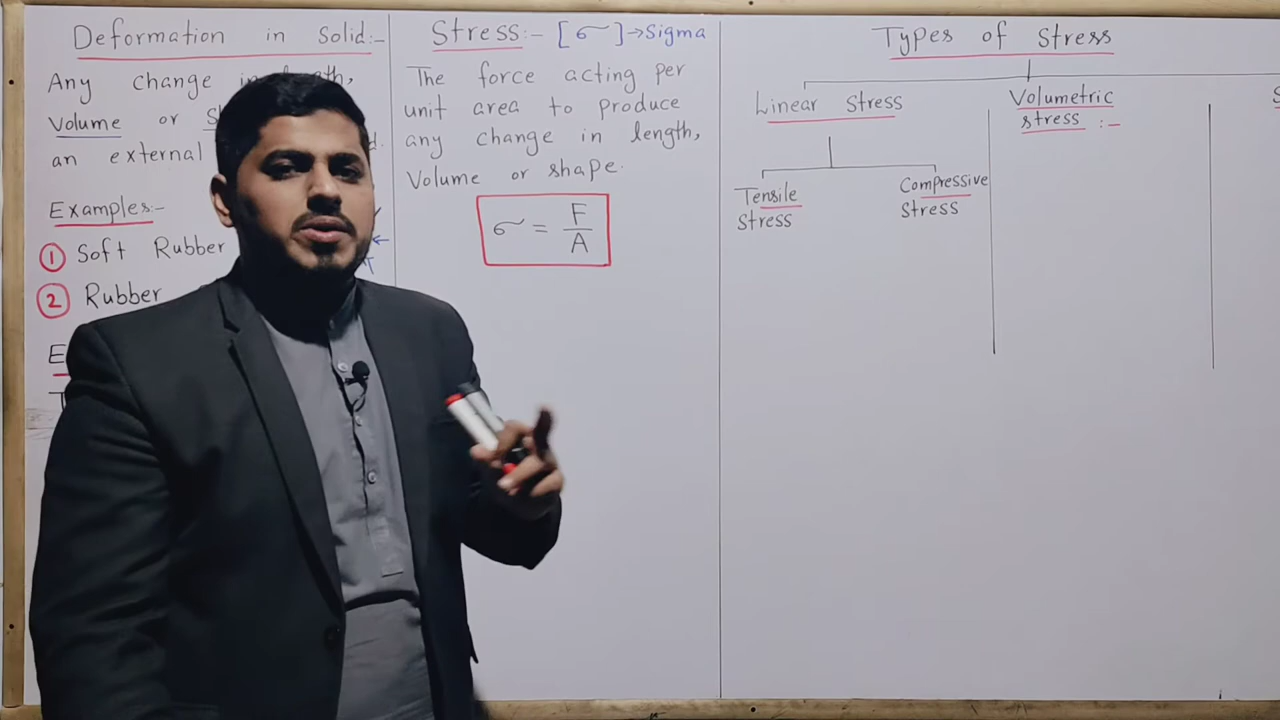 Deformation in Solid:-
Any change in length,
Volume or
an external
Examples:-
① Soft Rubber
② Rubber
Stress:- [σ]→Sigma
The force acting per
unit area to produce
any change in length,
Volume or shape.
σ = F/A
Types of Stress
Linear Stress
Tensile
Stress
Compressive
Stress
Volumetric
stress :-